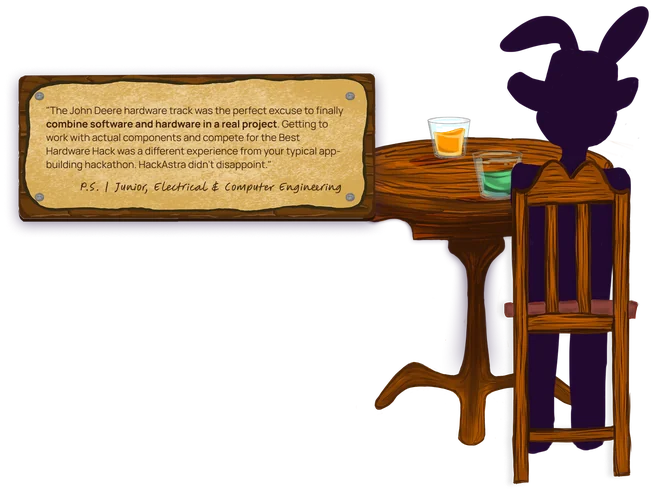 "The John Deere hardware track was the perfect excuse to finally
combine software and hardware in a real project. Getting to
work with actual components and compete for the Best
Hardware Hack was a different experience from your typical app-
building hackathon. HackAstra didn't disappoint."
P.S. | Junior, Electrical & Computer Engineering